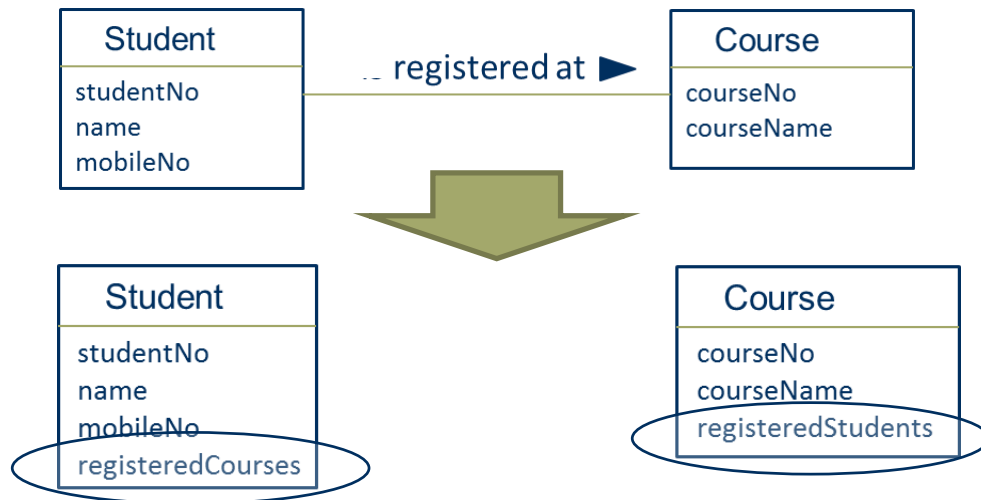 Student
studentNo
name
mobileNo
registered at
Course
courseNo
courseName
Student
studentNo
name
mobileNo
registeredCourses
Course
courseNo
courseName
registeredStudents